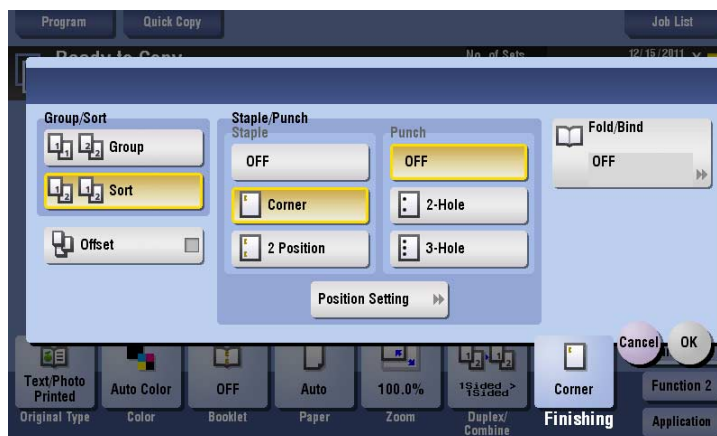 Program
Quick Copy
Job List
Ready to Copy
No. of Sets
12/15/2011
Group/Sort
Group
Sort
Offset
Staple/Punch
Staple
OFF
Corner
2 Position
Punch
OFF
2-Hole
3-Hole
Position Setting
Fold/Bind
OFF
Cancel
OK
Text/Photo
Printed
Original Type
Auto Color
Color
OFF
Booklet
Auto
Paper
100.0%
Zoom
1Sided >
1Sided
Duplex/
Combine
Corner
Finishing
Function 2
Application